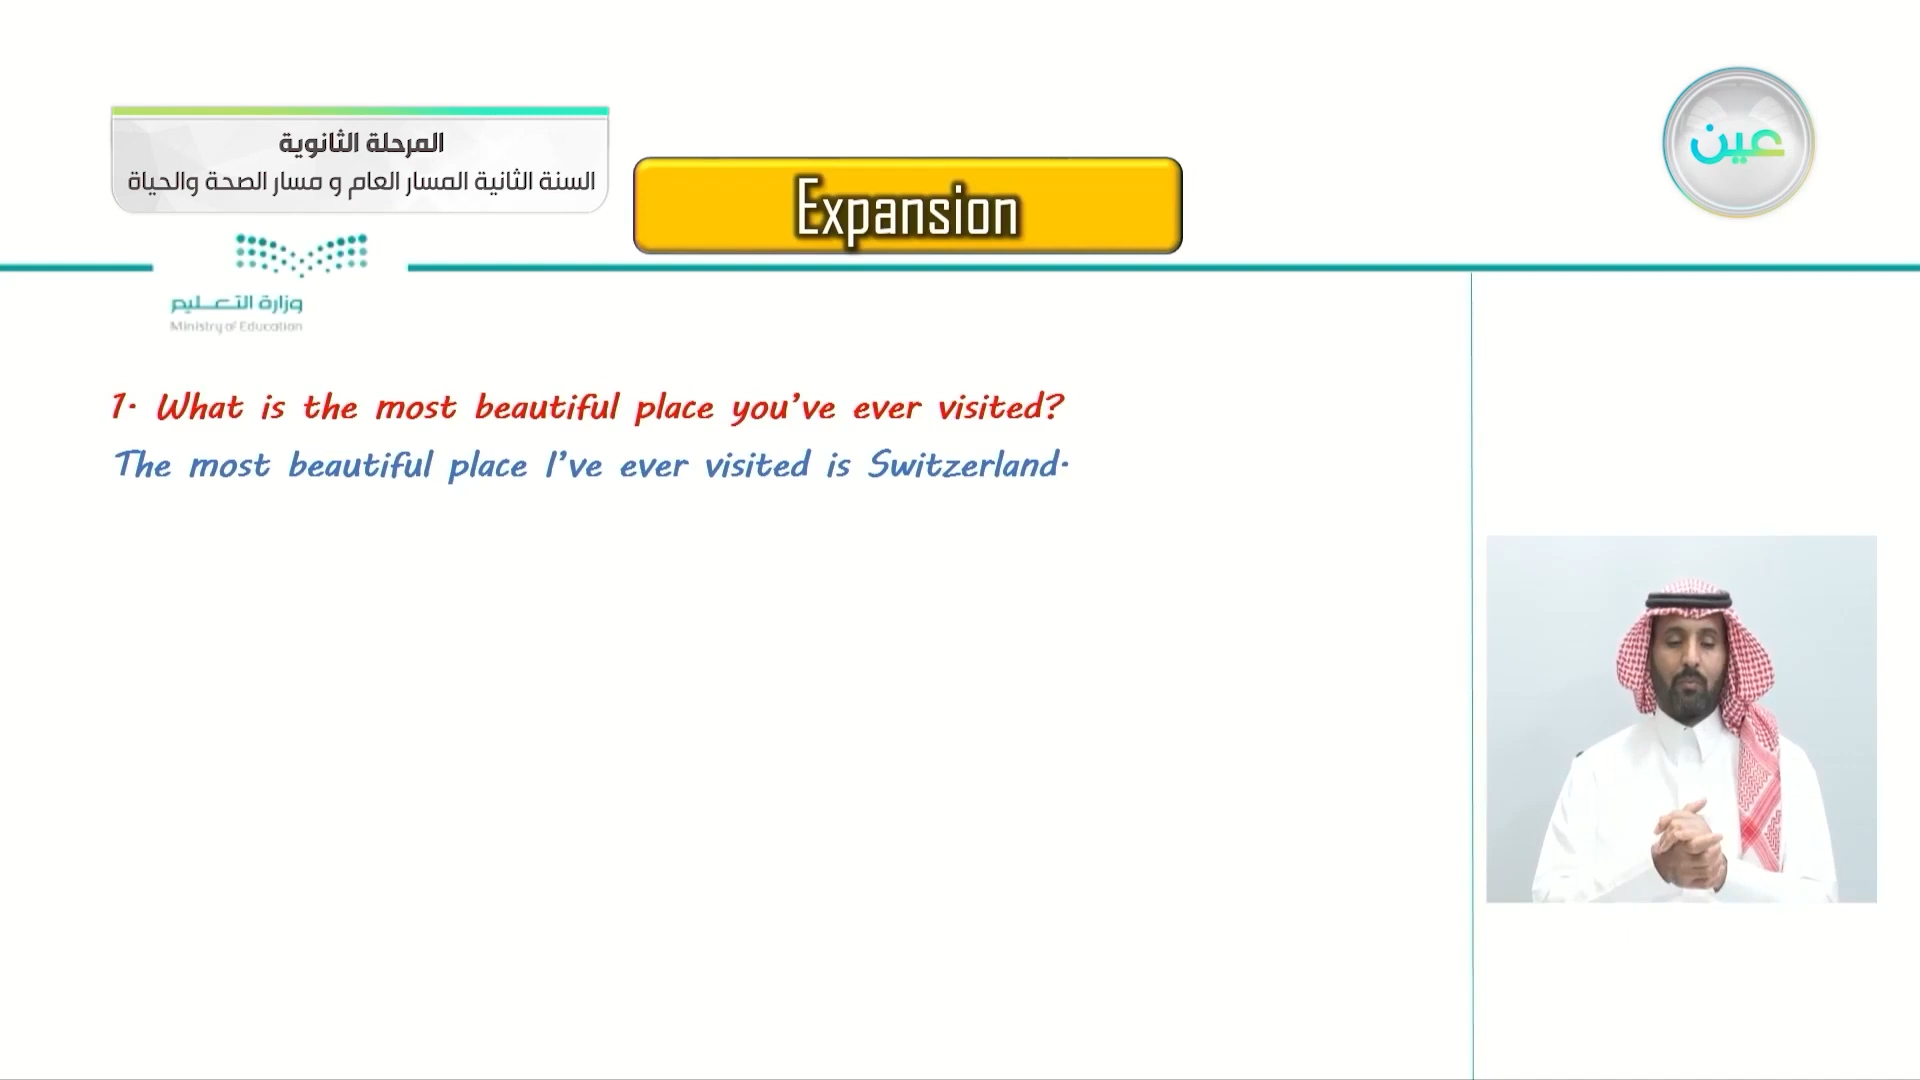 المرحلة الثانوية
السنة الثانية المسار العام و مسار الصحة والحياة
Expansion
عين
وزارة التعليم
Ministry of Education
1. What is the most beautiful place you've ever visited?
The most beautiful place I've ever visited is Switzerland.